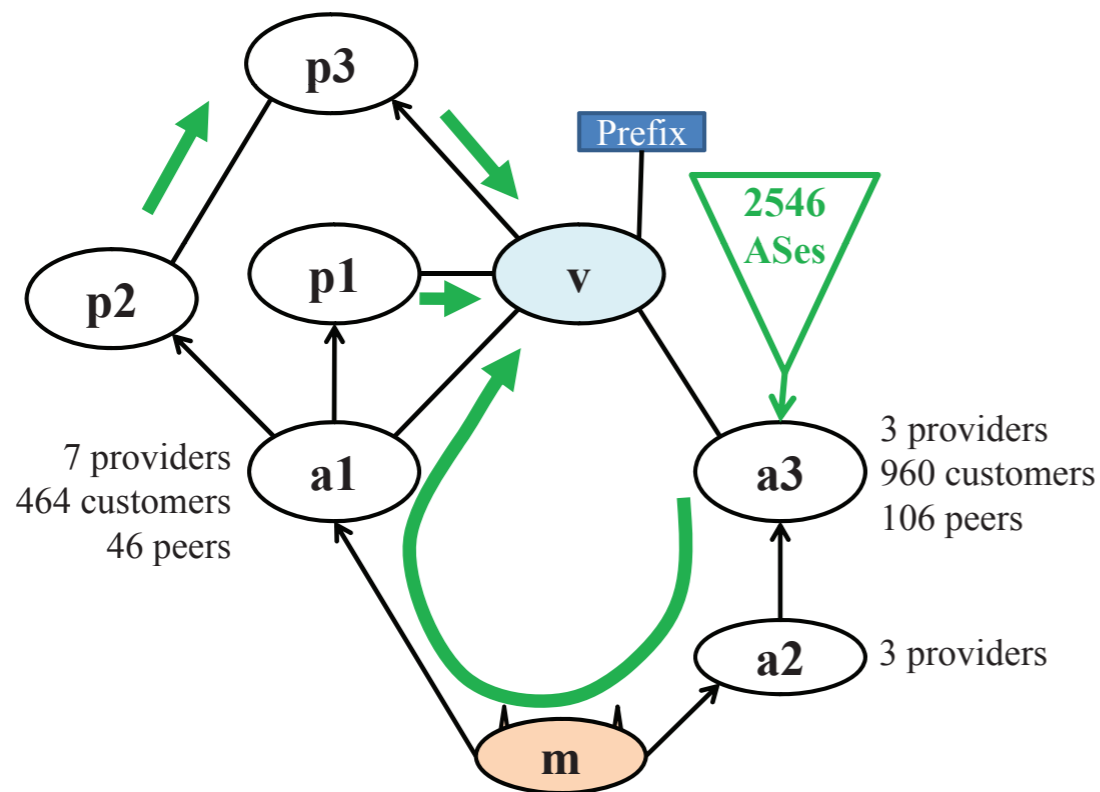 p3
Prefix
2546
ASes
p1
v
p2
7 providers
464 customers
46 peers
a1
a3
3 providers
960 customers
106 peers
a2
3 providers
m